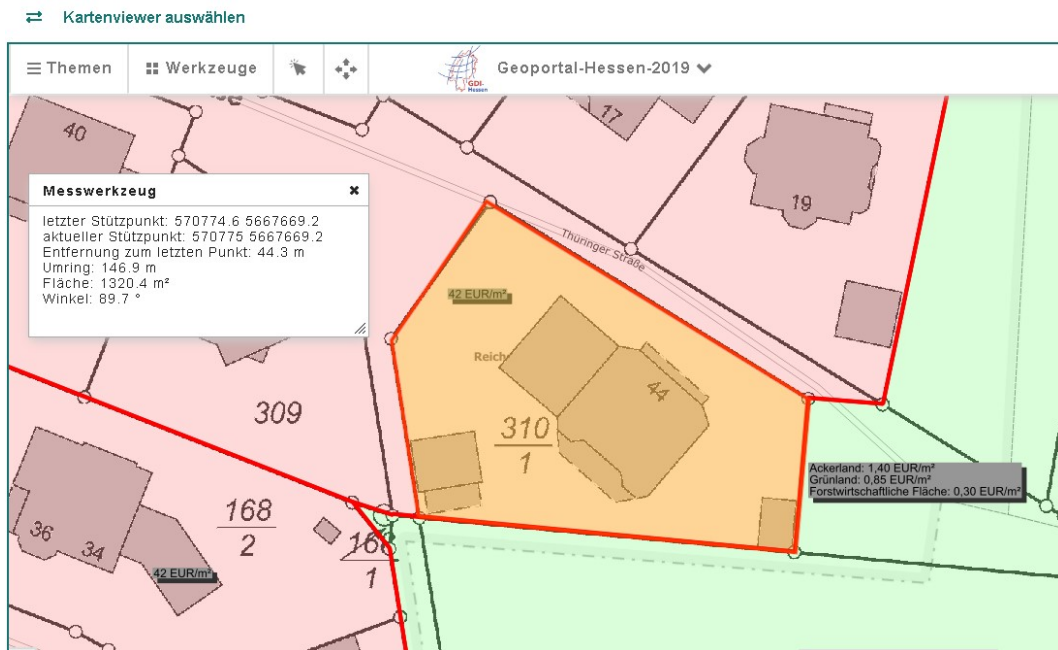 Kartenviewer auswählen
Themen
Werkzeuge
GDI-
Hessen
Geoportal-Hessen-2019
40
17
19
Messwerkzeug
letzter Stützpunkt: 570774.6 5667669.2
aktueller Stützpunkt: 570775 5667669.2
Entfernung zum letzten Punkt: 44.3 m
Umring: 146.9 m
Fläche: 1320.4 m²
Winkel: 89.7 °
Thüringer Straße
42 EUR/m²
Reich
44
309
310
1
Ackerland: 1,40 EUR/m²
Grünland: 0,85 EUR/m²
Forstwirtschaftliche Fläche: 0,30 EUR/m²
168
2
36
34
1
42 EUR/m²